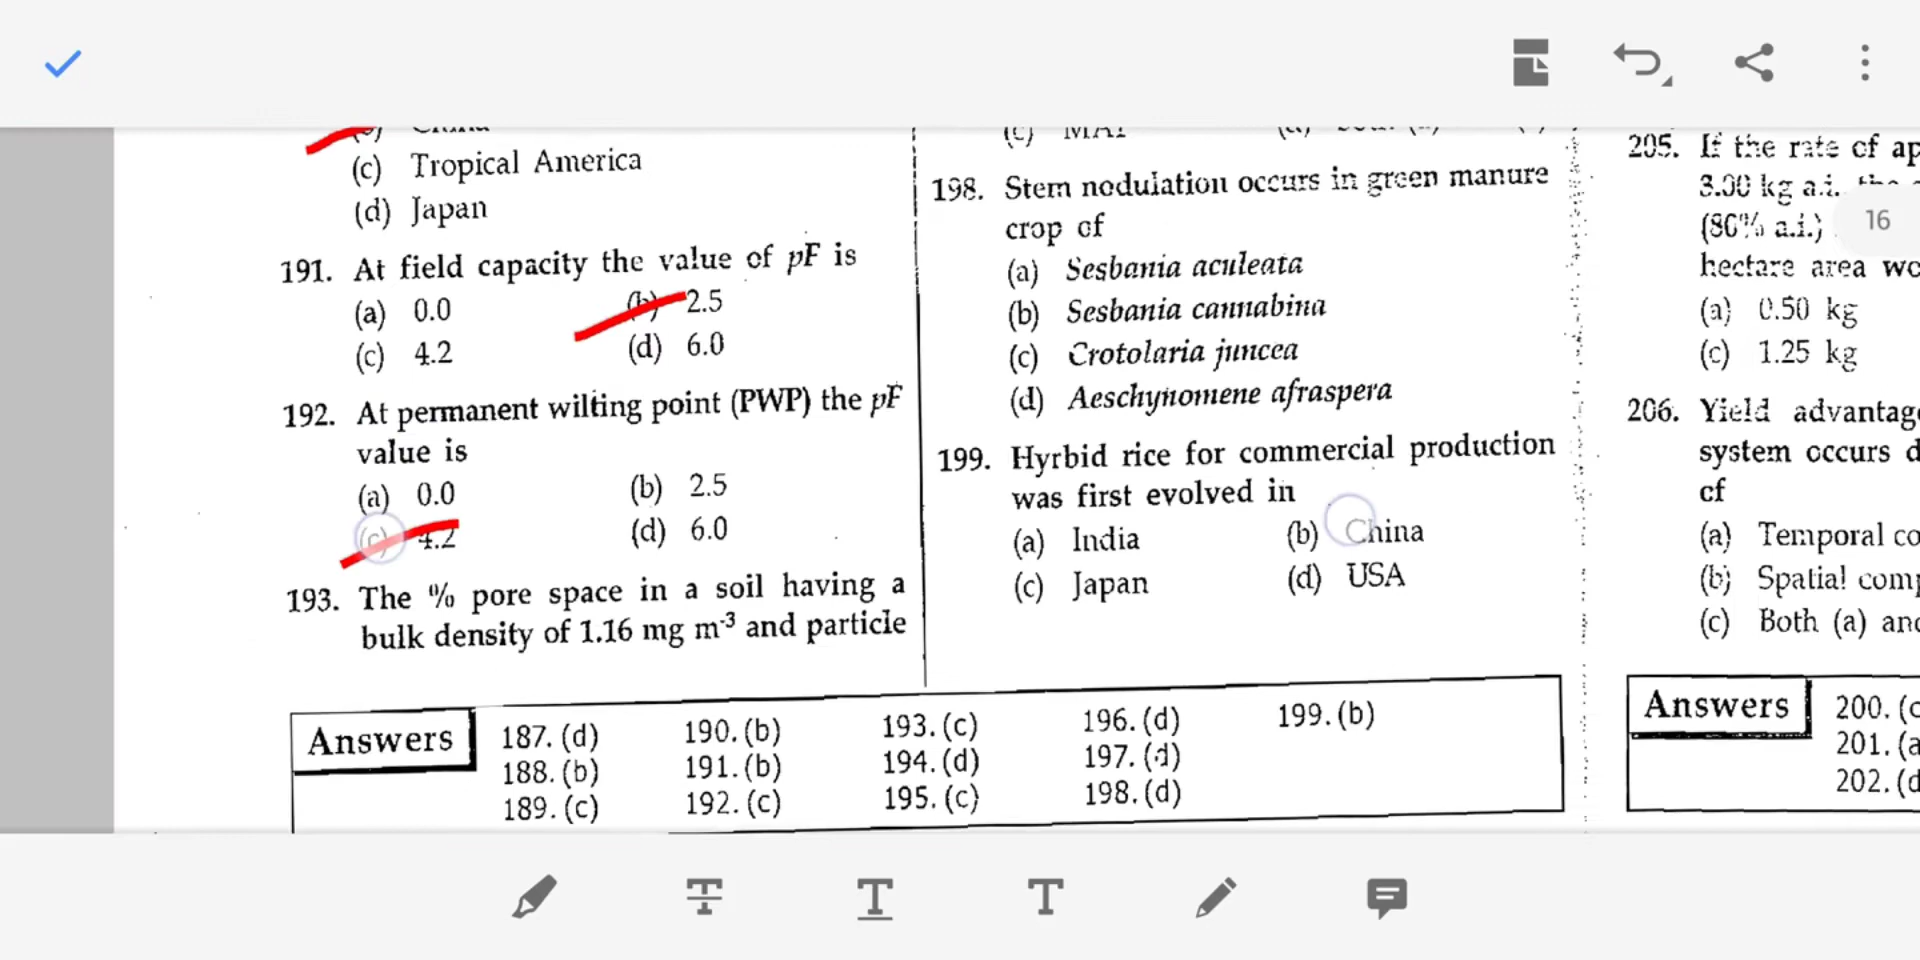 (c) Tropical America
(d) Japan
191. At field capacity the value of pF is
(a) 0.0 (b) 2.5
(c) 4.2 (d) 6.0
192. At permanent wilting point (PWP) the pF
value is
(a) 0.0 (b) 2.5
(c) 4.2 (d) 6.0
193. The % pore space in a soil having a
bulk density of 1.16 mg m-3 and particle
198. Stem nodulation occurs in green manure
crop of
(a) Sesbania aculeata
(b) Sesbania cannabina
(c) Crotolaria juncea
(d) Aeschynomene afraspera
199. Hyrbid rice for commercial production
was first evolved in
(a) India (b) China
(c) Japan (d) USA
205. If the rate of ap
3.00 kg a.i.
(80% a.i.)
hectare area wo
(a) 0.50 kg
(c) 1.25 kg
206. Yield advantag
system occurs d
of
(a) Temporal co
(b) Spatial comp
(c) Both (a) and
16
Answers
187. (d) 190. (b) 193. (c) 196. (d) 199. (b)
188. (b) 191. (b) 194. (d) 197. (d)
189. (c) 192. (c) 195. (c) 198. (d)
Answers
200. (c
201. (a
202. (d